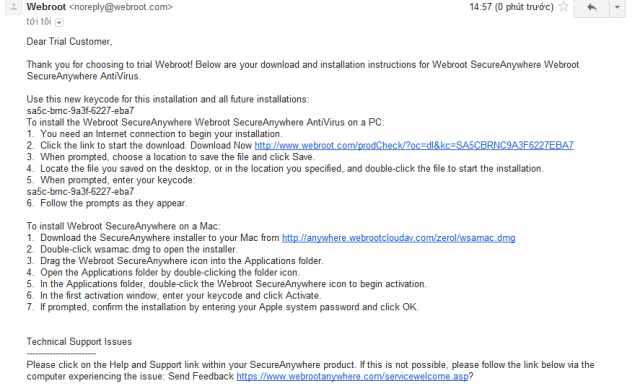 Webroot <noreply@webroot.com>
14:57 (0 phút trước)
tới tôi
Dear Trial Customer,
Thank you for choosing to trial Webroot! Below are your download and installation instructions for Webroot SecureAnywhere Webroot
SecureAnywhere AntiVirus.
Use this new keycode for this installation and all future installations:
sa5c-brnc-9a3f-6227-eba7
To install the Webroot SecureAnywhere Webroot SecureAnywhere AntiVirus on a PC:
1. You need an Internet connection to begin your installation.
2. Click the link to start the download. Download Now http://www.webroot.com/prodCheck/?oc=dl&kc=SA5CBRNC9A3F6227EBA7
3. When prompted, choose a location to save the file and click Save.
4. Locate the file you saved on the desktop, or in the location you specified, and double-click the file to start the installation.
5. When prompted, enter your keycode:
sa5c-brnc-9a3f-6227-eba7
6. Follow the prompts as they appear.
To install Webroot SecureAnywhere on a Mac:
1. Download the SecureAnywhere installer to your Mac from http://anywhere.webrootcloudav.com/zerol/wsamac.dmg
2. Double-click wsamac.dmg to open the installer.
3. Drag the Webroot SecureAnywhere icon into the Applications folder.
4. Open the Applications folder by double-clicking the folder icon.
5. In the Applications folder, double-click the Webroot SecureAnywhere icon to begin activation.
6. In the first activation window, enter your keycode and click Activate.
7. If prompted, confirm the installation by entering your Apple system password and click OK.
Technical Support Issues
-------------------------
Please click on the Help and Support link within your SecureAnywhere product. If this is not possible, please follow the link below via the
computer experiencing the issue: Send Feedback https://www.webrootanywhere.com/servicewelcome.asp?